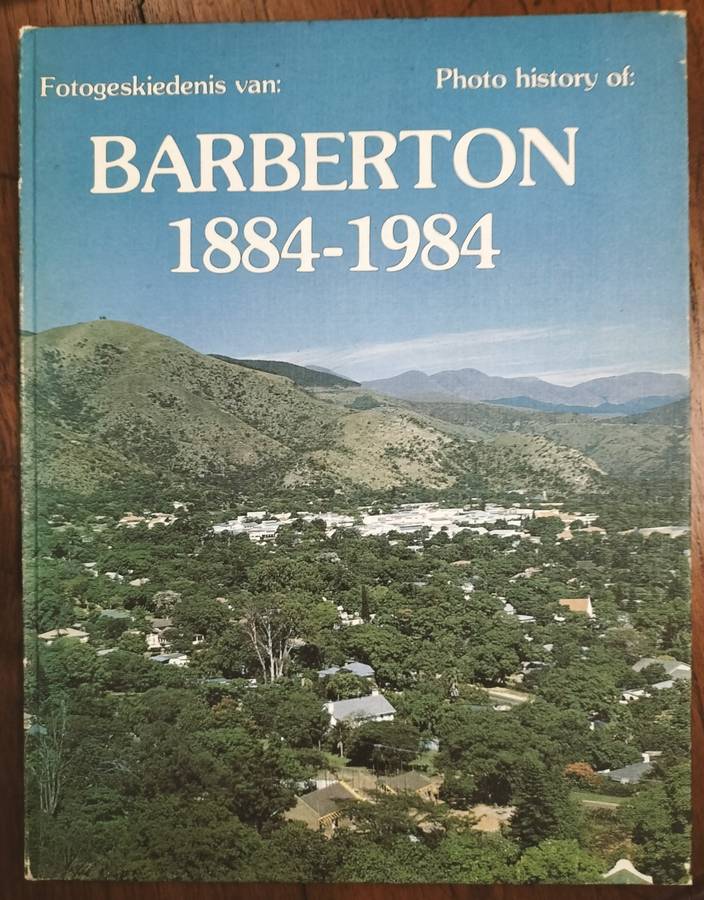 Fotogeskiedenis van: Photo history of:
BARBERTON
1884-1984